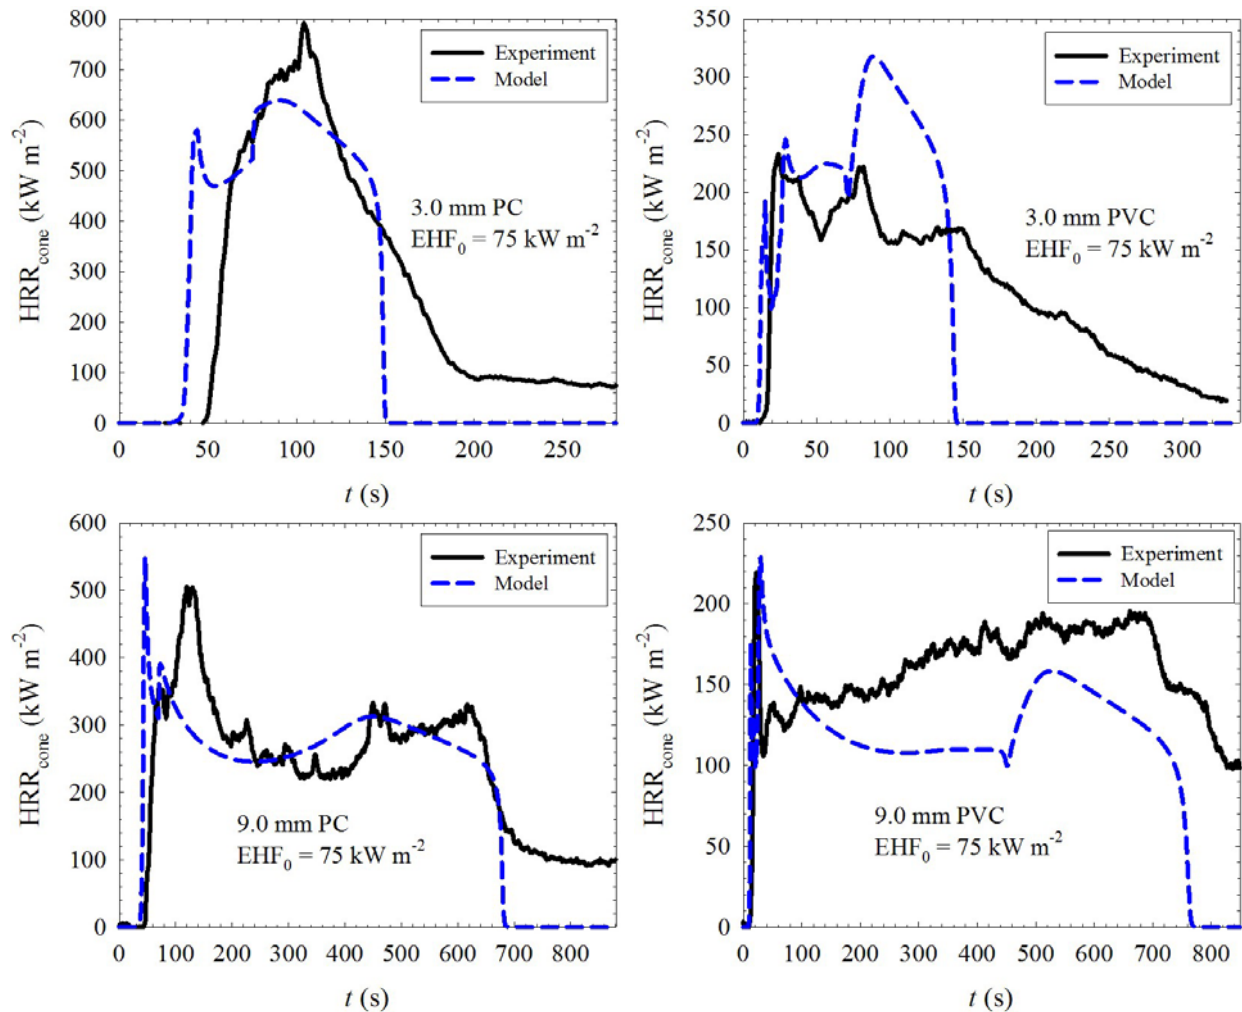 800
700
600
500
400
300
200
100
0
HRR_cone (kW m⁻²)
Experiment
Model
3.0 mm PC
EHF₀ = 75 kW m⁻²
0 50 100 150 200 250
t (s)
350
300
250
200
150
100
50
0
HRR_cone (kW m⁻²)
Experiment
Model
3.0 mm PVC
EHF₀ = 75 kW m⁻²
0 50 100 150 200 250 300
t (s)
600
500
400
300
200
100
0
HRR_cone (kW m⁻²)
Experiment
Model
9.0 mm PC
EHF₀ = 75 kW m⁻²
0 100 200 300 400 500 600 700 800
t (s)
250
200
150
100
50
0
HRR_cone (kW m⁻²)
Experiment
Model
9.0 mm PVC
EHF₀ = 75 kW m⁻²
0 100 200 300 400 500 600 700 800
t (s)